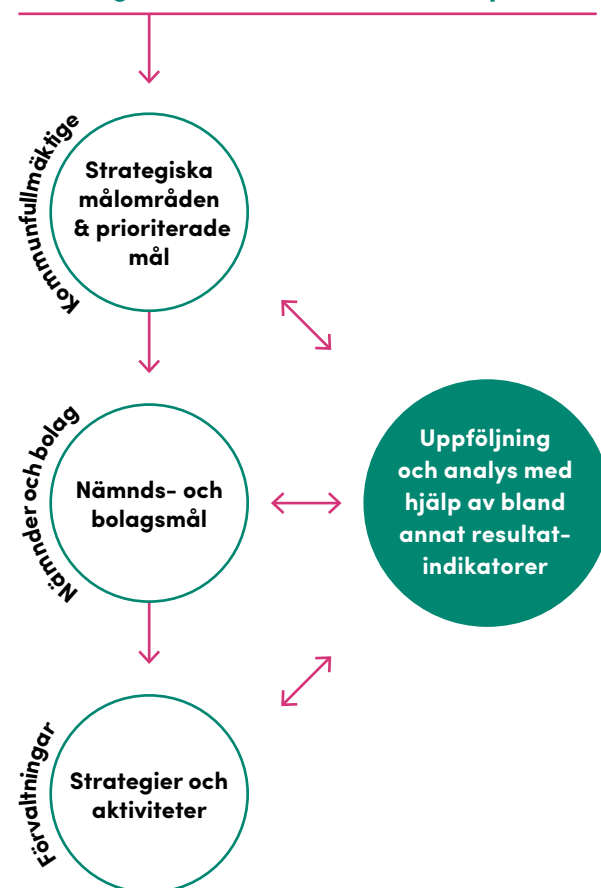 Kommunfullmäktige
Strategiska
målområden
& prioriterade
mål
Nämnder och bolag
Nämnds- och
bolagsmål
Uppföljning
och analys med
hjälp av bland
annat resultat-
indikatorer
Förvaltningar
Strategier och
aktiviteter